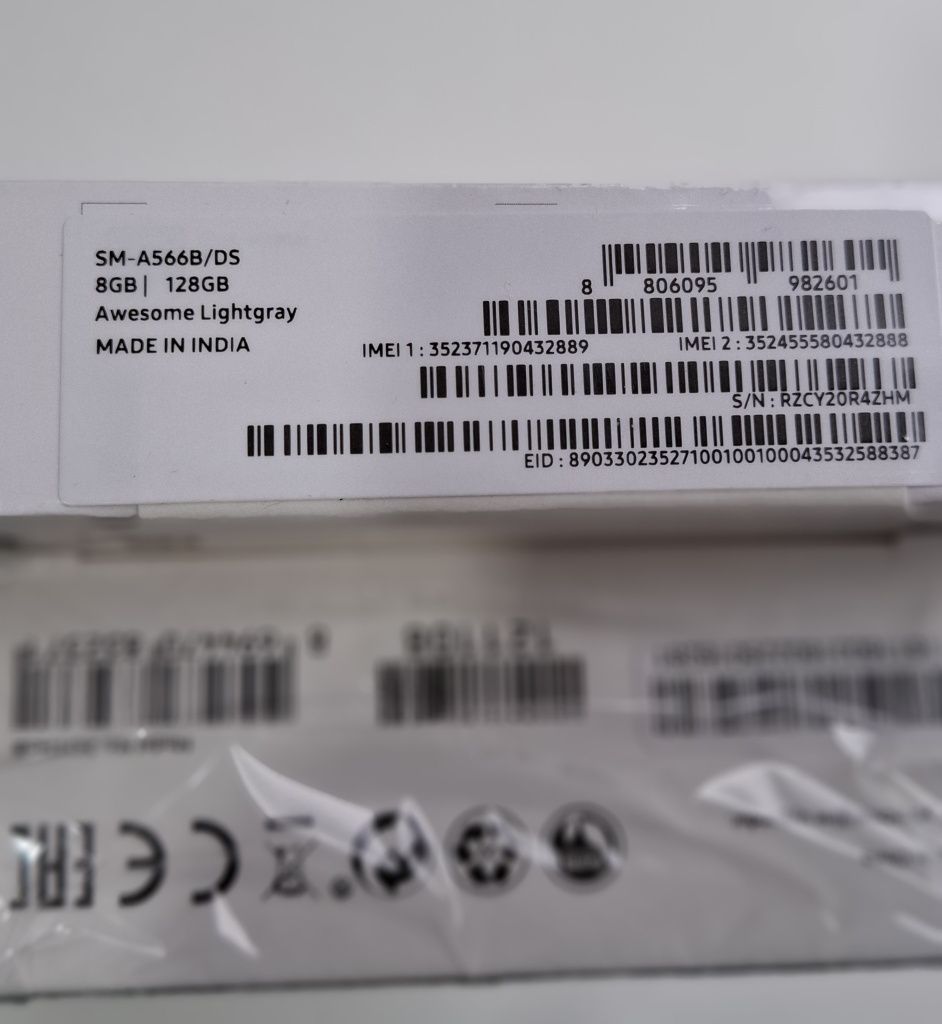 SM-A566B/DS
8GB | 128GB
Awesome Lightgray
MADE IN INDIA
8 806095 982601
IMEI 1 : 352371190432889
IMEI 2 : 352455580432888
S/N : RZCY20R4ZHM
EID : 89033023527100100100043532588387